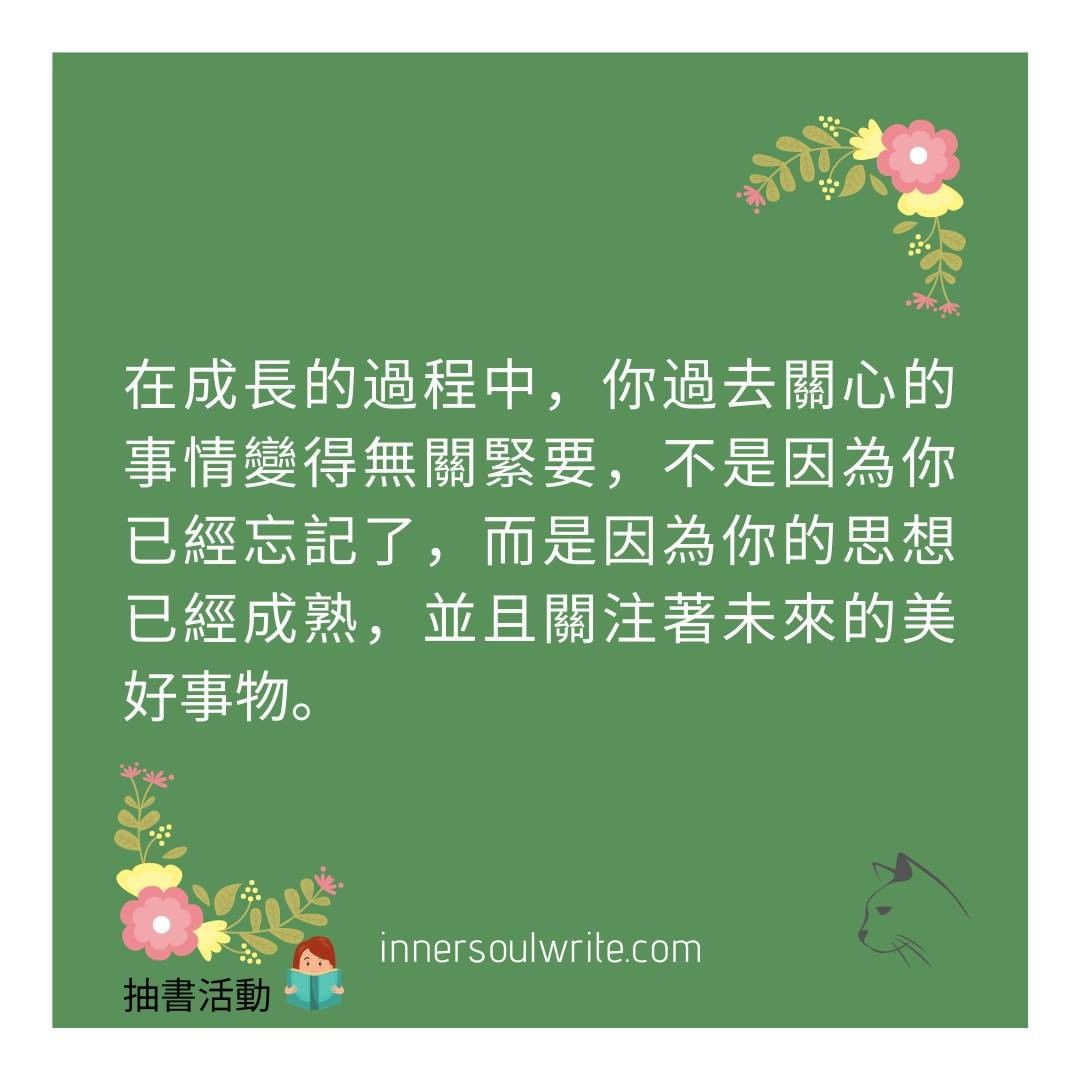 在成長的過程中，你過去關心的
事情變得無關緊要，不是因為你
已經忘記了，而是因為你的思想
已經成熟，並且關注著未來的美
好事物。
innersoulwrite.com
抽書活動